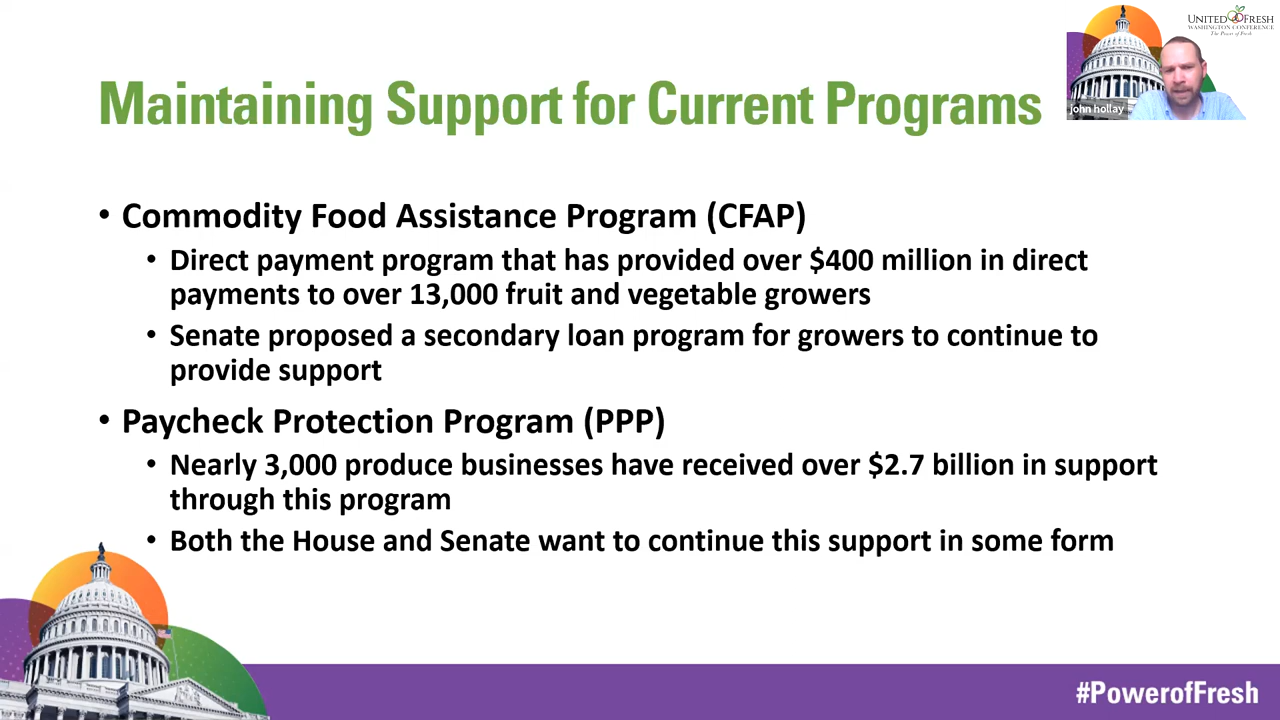 UNITED FRESH
WASHINGTON CONFERENCE
The Power of Fresh
john hollay
Maintaining Support for Current Programs
• Commodity Food Assistance Program (CFAP)
• Direct payment program that has provided over $400 million in direct
payments to over 13,000 fruit and vegetable growers
• Senate proposed a secondary loan program for growers to continue to
provide support
• Paycheck Protection Program (PPP)
• Nearly 3,000 produce businesses have received over $2.7 billion in support
through this program
• Both the House and Senate want to continue this support in some form
#PowerofFresh